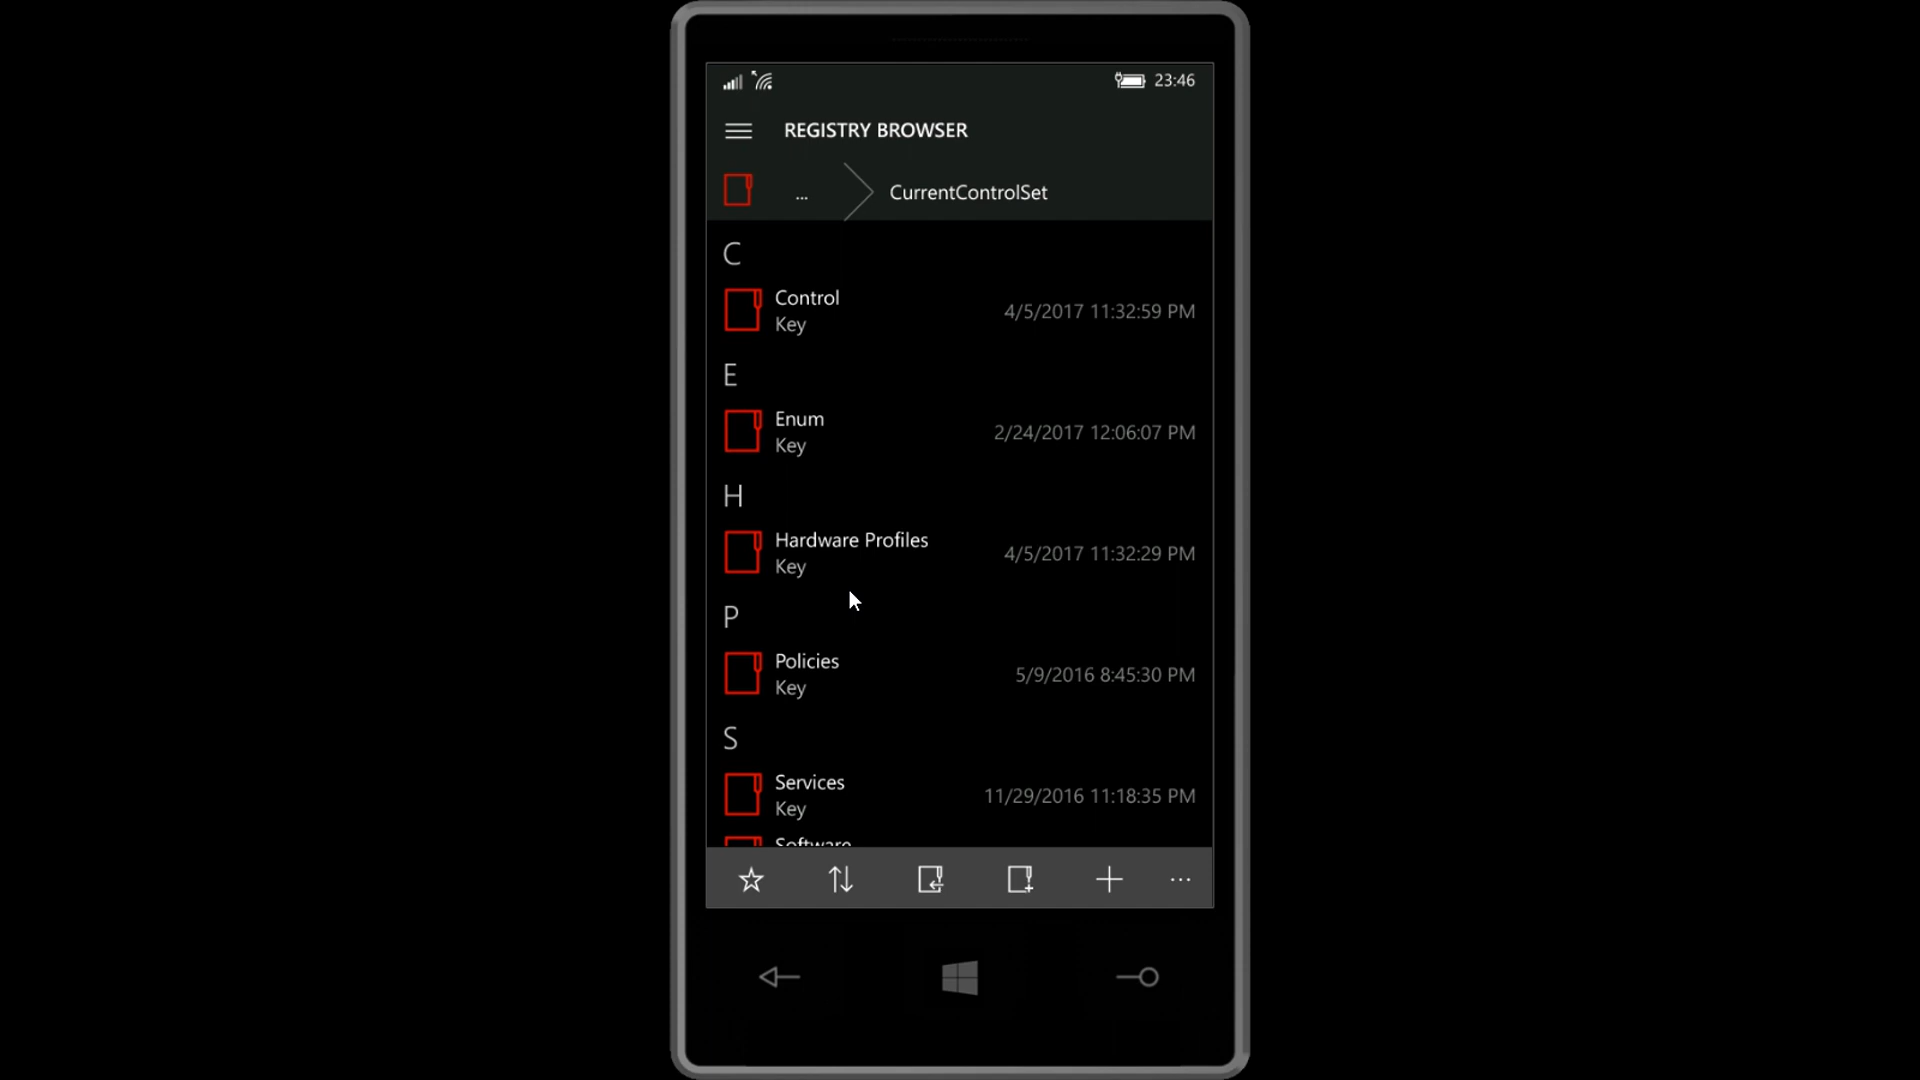 23:46
REGISTRY BROWSER
... CurrentControlSet
C
Control
Key
4/5/2017 11:32:59 PM
E
Enum
Key
2/24/2017 12:06:07 PM
H
Hardware Profiles
Key
4/5/2017 11:32:29 PM
P
Policies
Key
5/9/2016 8:45:30 PM
S
Services
Key
11/29/2016 11:18:35 PM
Software
...